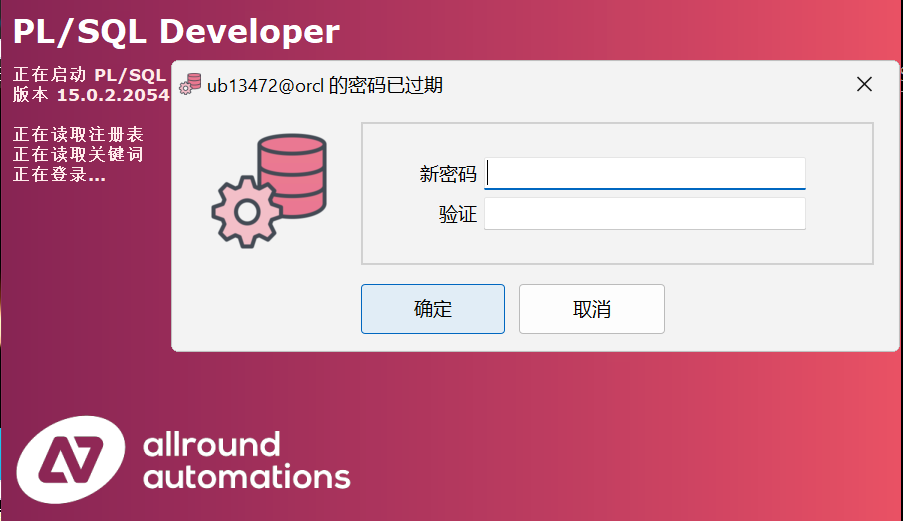 PL/SQL Developer
正在启动 PL/SQL
版本 15.0.2.2054
正在读取注册表
正在读取关键词
正在登录...
ub13472@orcl 的密码已过期
新密码
验证
确定
取消
allround
automations